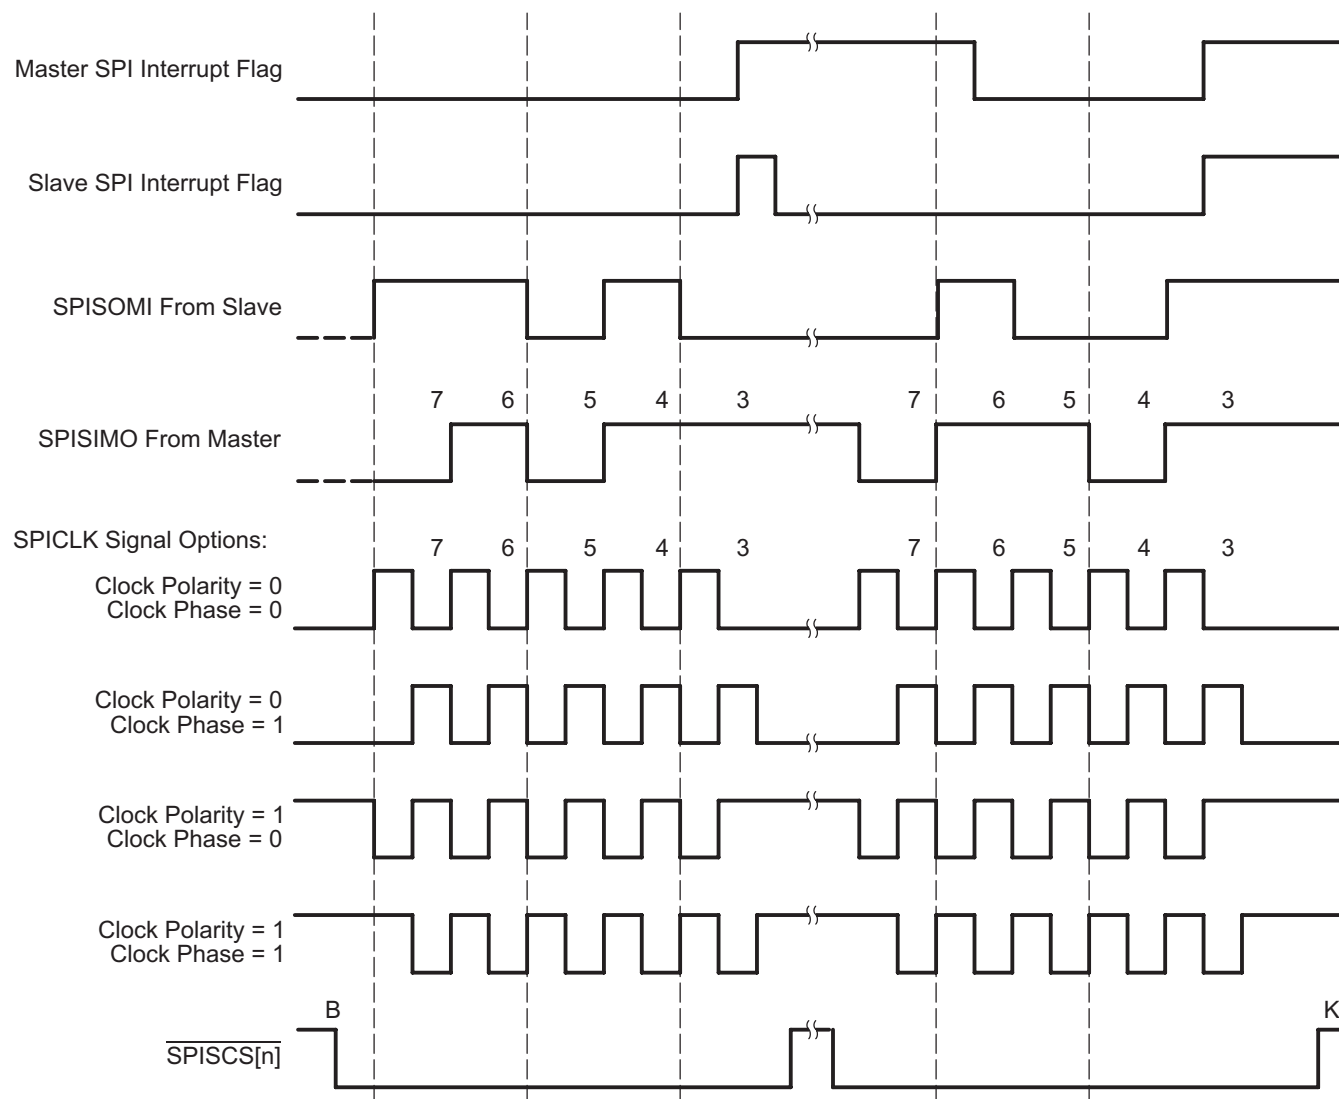 Master SPI Interrupt Flag
Slave SPI Interrupt Flag
SPISOMI From Slave
7 6 5 4 3 7 6 5 4 3
SPISIMO From Master
SPICLK Signal Options:
7 6 5 4 3 7 6 5 4 3
Clock Polarity = 0
Clock Phase = 0
Clock Polarity = 0
Clock Phase = 1
Clock Polarity = 1
Clock Phase = 0
Clock Polarity = 1
Clock Phase = 1
B K
SPISCS[n]